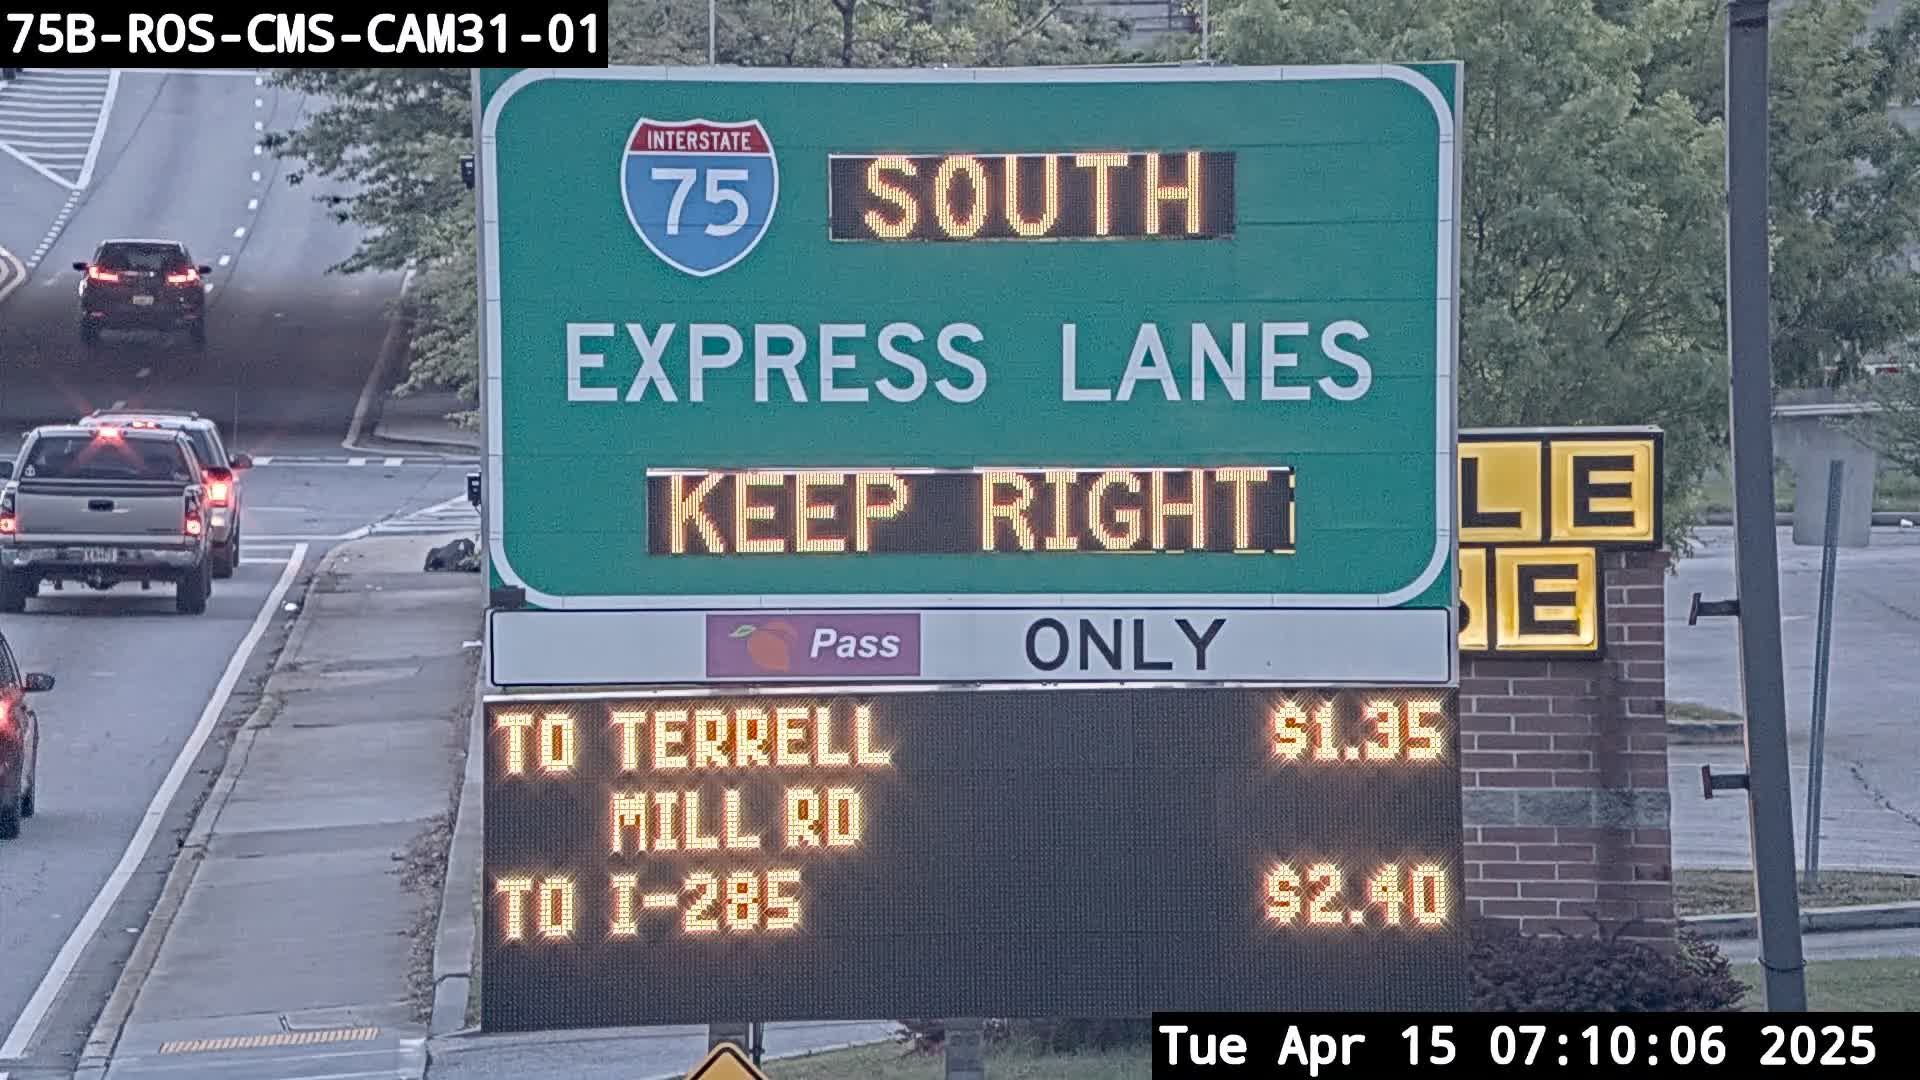 75B-ROS-CMS-CAM31-01
INTERSTATE
75
SOUTH
EXPRESS LANES
KEEP RIGHT
Pass ONLY
TO TERRELL $1.35
MILL RD
TO I-285 $2.40
LE
E
Tue Apr 15 07:10:06 2025